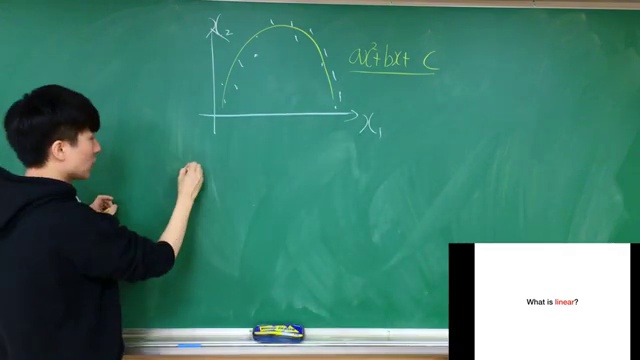 x₂
ax²+bx+ c
x₁
What is linear?